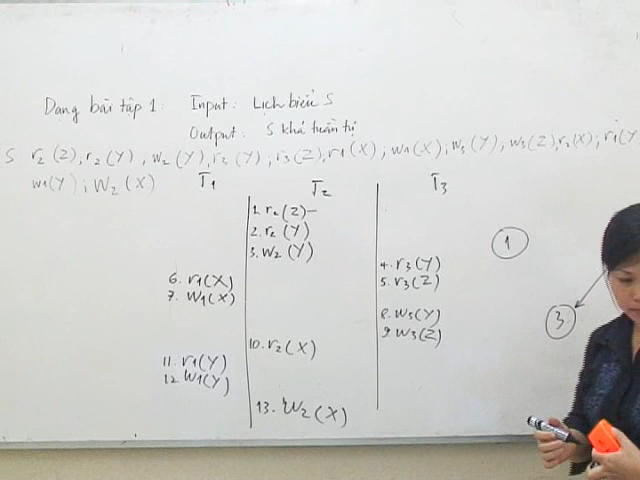 Dạng bài tập 1: Input: Lịch biểu S
Output: S khả tuần tự
S r2(Z); r2(Y); w2(Y); r3(Y); r3(Z); r1(X); w1(X); w3(Y); w3(Z); r2(X); r1(Y)
w1(Y); w2(X)
T1 T2 T3
1. r2(Z)
2. r2(Y)
3. w2(Y)
4. r3(Y)
5. r3(Z)
6. r1(X)
7. w1(X)
8. w3(Y)
9. w3(Z)
10. r2(X)
11. r1(Y)
12. w1(Y)
13. w2(X)
1
3